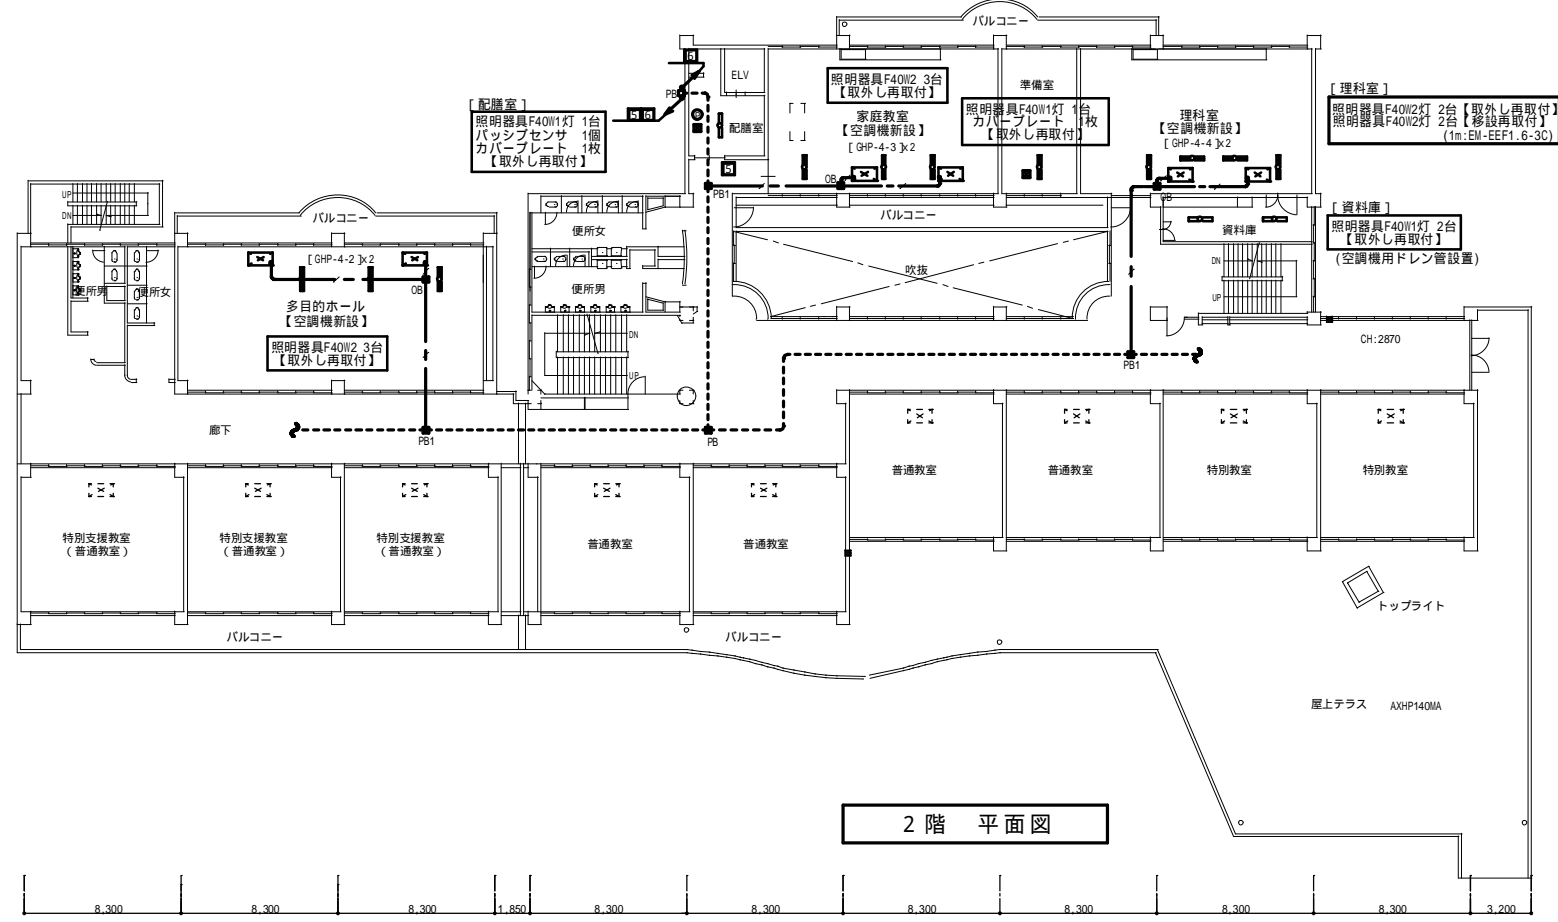 バルコニー
[ 配膳室 ]
照明器具F40W1灯 1台
パッシブセンサ 1個
カバープレート 1枚
【取外し再取付】
5
PB
5 6
ELV
配膳室
5
照明器具F40W2 3台
【取外し再取付】
家庭教室
【空調機新設】
[ GHP-4-3 ]x2
準備室
照明器具F40W1灯 1台
カバープレート 1枚
【取外し再取付】
理科室
【空調機新設】
[ GHP-4-4 ]x2
[ 理科室 ]
照明器具F40W2灯 2台【取外し再取付】
照明器具F40W2灯 2台【移設再取付】
(1m:EM-EEF1.6-3C)
PB1
OB
OB
[ 資料庫 ]
照明器具F40W1灯 2台
【取外し再取付】
(空調機用ドレン管設置)
UP
DN
バルコニー
便所女
バルコニー
資料庫
便所男
便所女
[ GHP-4-2 ]x2
OB
多目的ホール
【空調機新設】
照明器具F40W2 3台
【取外し再取付】
便所男
吹抜
DN
UP
DN
UP
CH:2870
PB1
廊下
PB1
PB
普通教室
普通教室
特別教室
特別教室
特別支援教室
(普通教室)
特別支援教室
(普通教室)
特別支援教室
(普通教室)
普通教室
普通教室
トップライト
バルコニー
バルコニー
屋上テラス
AXHP140MA
2階 平面図
8,300
8,300
8,300
1,850
8,300
8,300
8,300
8,300
8,300
8,300
3,200